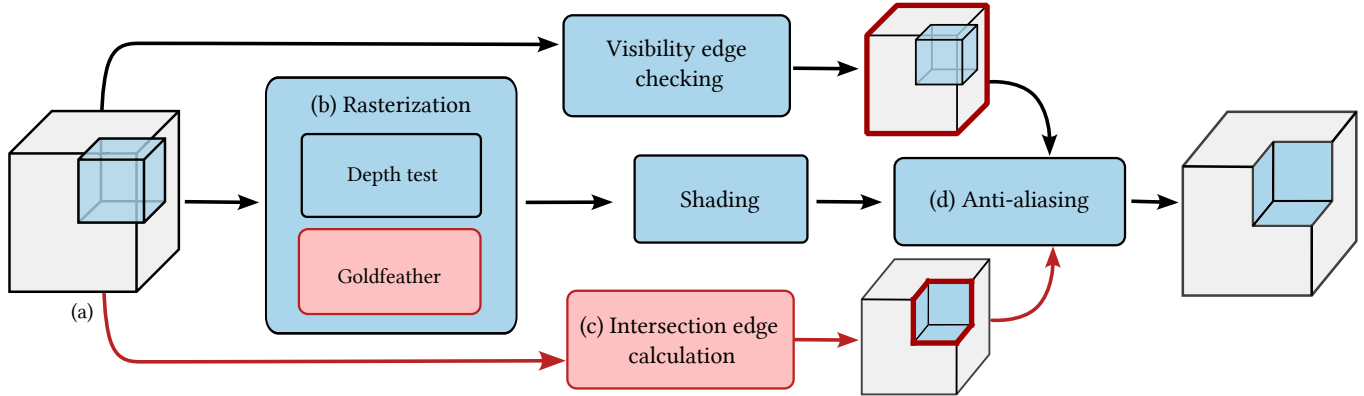 Visibility edge
checking
(b) Rasterization
Depth test
Shading
(d) Anti-aliasing
Goldfeather
(a)
(c) Intersection edge
calculation